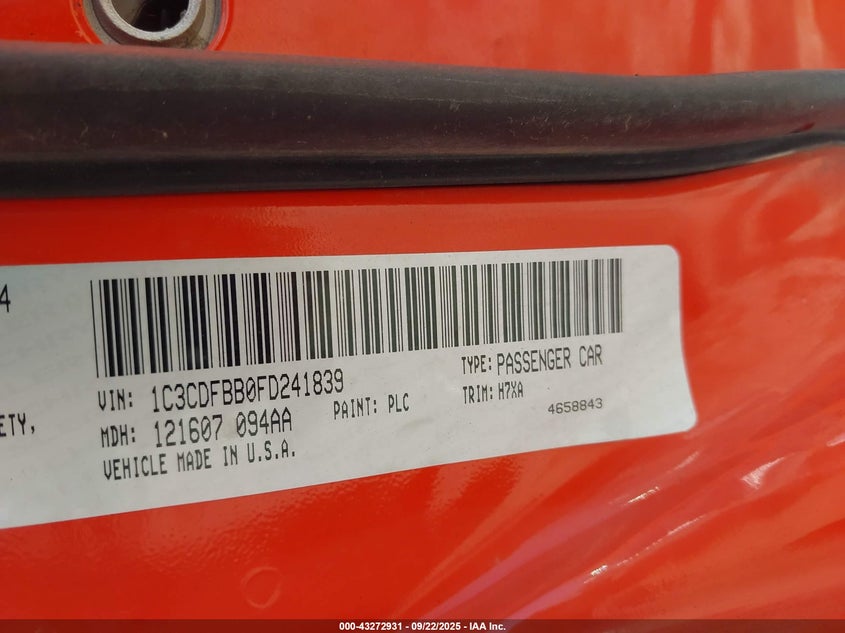 4
ETY,
VIN: 1C3CDFBB0FD241839
TYPE: PASSENGER CAR
MDH: 121607 094AA
PAINT: PLC
TRIM: H7XA
VEHICLE MADE IN U.S.A.
4658843
000-43272931 - 09/22/2025 - IAA Inc.